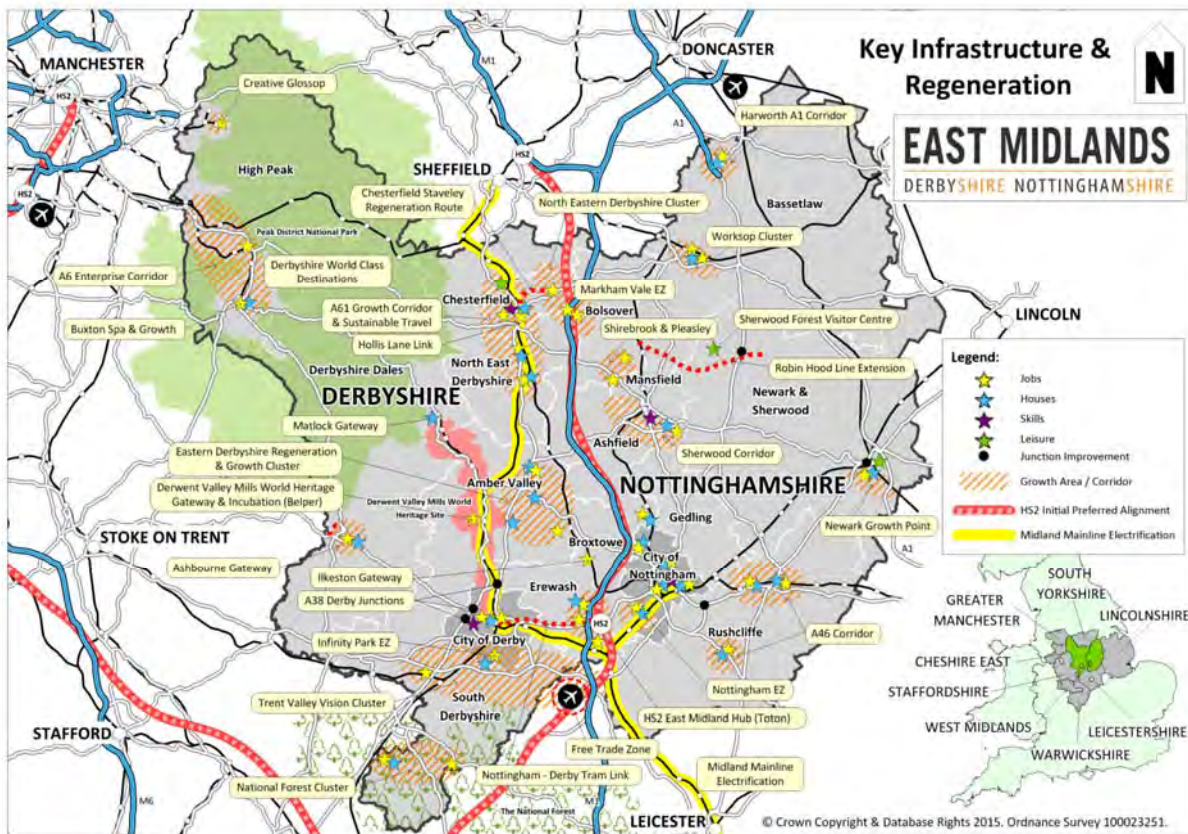 Key Infrastructure &
Regeneration
N
EAST MIDLANDS
DERBYSHIRE NOTTINGHAMSHIRE
MANCHESTER
HS2
HS2
Creative Glossop
M1
DONCASTER
A1
Harworth A1 Corridor
High Peak
SHEFFIELD
HS2
Chesterfield Staveley
Regeneration Route
North Eastern Derbyshire Cluster
Bassetlaw
Peak District National Park
Worksop Cluster
A6 Enterprise Corridor
Derbyshire World Class
Destinations
Chesterfield
Markham Vale EZ
Buxton Spa & Growth
A61 Growth Corridor
& Sustainable Travel
Bolsover
Shirebrook & Pleasley
Sherwood Forest Visitor Centre
LINCOLN
Hollis Lane Link
North East
Derbyshire
Derbyshire Dales
Robin Hood Line Extension
Mansfield
DERBYSHIRE
Newark &
Sherwood
Matlock Gateway
Ashfield
Sherwood Corridor
Eastern Derbyshire Regeneration
& Growth Cluster
Amber Valley
NOTTINGHAMSHIRE
Derwent Valley Mills World Heritage
Gateway & Incubation (Belper)
Derwent Valley Mills World
Heritage Site
Gedling
Newark Growth Point
A1
STOKE ON TRENT
Broxtowe
City of
Nottingham
Ashbourne Gateway
Ilkeston Gateway
Erewash
A38 Derby Junctions
HS2
Infinity Park EZ
City of Derby
Rushcliffe
A46 Corridor
Nottingham EZ
Trent Valley Vision Cluster
South
Derbyshire
HS2 East Midland Hub (Toton)
STAFFORD
Free Trade Zone
Midland Mainline
Electrification
National Forest Cluster
Nottingham - Derby Tram Link
M6
The National Forest
M1
LEICESTER
Legend:
Jobs
Houses
Skills
Leisure
Junction Improvement
Growth Area / Corridor
HS2 Initial Preferred Alignment
Midland Mainline Electrification
SOUTH
YORKSHIRE
GREATER
MANCHESTER
LINCOLNSHIRE
CHESHIRE EAST
STAFFORDSHIRE
WEST MIDLANDS
LEICESTERSHIRE
WARWICKSHIRE
© Crown Copyright & Database Rights 2015. Ordnance Survey 100023251.